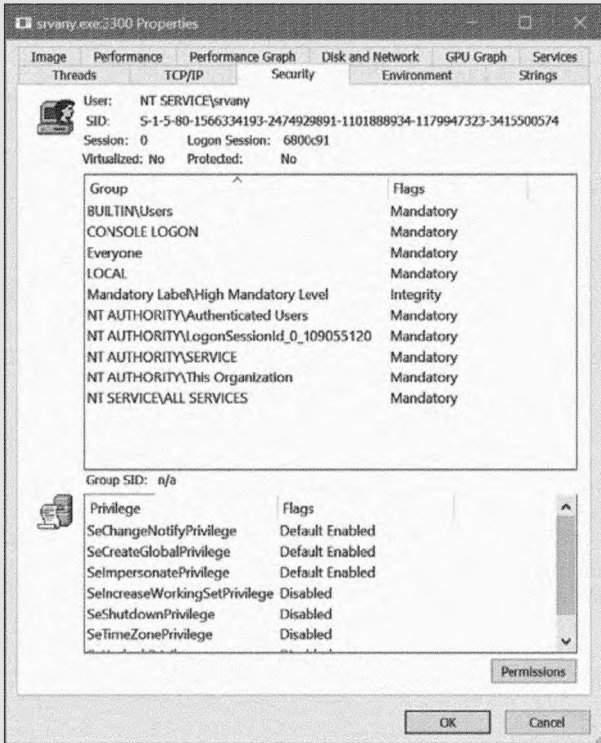 srvany.exe:3300 Properties
Image Performance Performance Graph Disk and Network GPU Graph Services
Threads TCP/IP Security Environment Strings
User: NT SERVICE\srvany
SID: S-1-5-80-1566334193-2474929891-1101888934-1179947323-3415500574
Session: 0 Logon Session: 6800c91
Virtualized: No Protected: No
Group Flags
BUILTIN\Users Mandatory
CONSOLE LOGON Mandatory
Everyone Mandatory
LOCAL Mandatory
Mandatory Label\High Mandatory Level Integrity
NT AUTHORITY\Authenticated Users Mandatory
NT AUTHORITY\LogonSessionId_0_109055120 Mandatory
NT AUTHORITY\SERVICE Mandatory
NT AUTHORITY\This Organization Mandatory
NT SERVICE\ALL SERVICES Mandatory
Group SID: n/a
Privilege Flags
SeChangeNotifyPrivilege Default Enabled
SeCreateGlobalPrivilege Default Enabled
SeImpersonatePrivilege Default Enabled
SeIncreaseWorkingSetPrivilege Disabled
SeShutdownPrivilege Disabled
SeTimeZonePrivilege Disabled
Permissions
OK Cancel